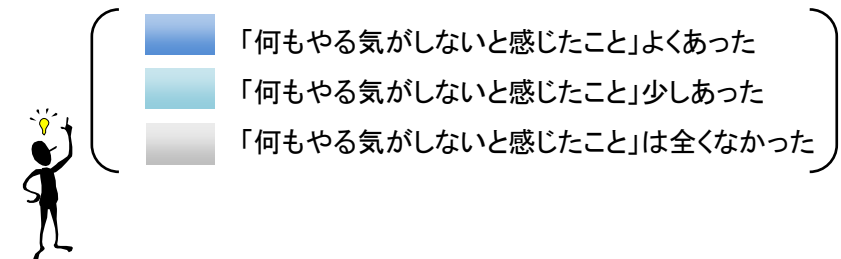 「何もやる気がしないと感じたこと」よくあった
「何もやる気がしないと感じたこと」少しあった
「何もやる気がしないと感じたこと」は全くなかった